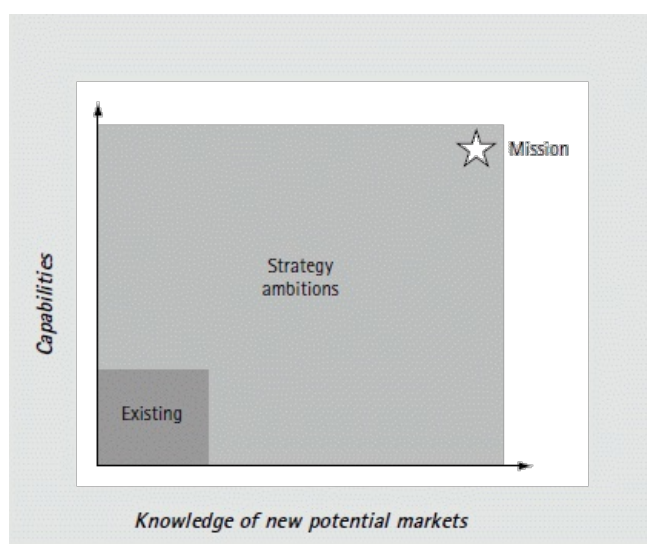 Mission
Strategy
ambitions
Capabilities
Existing
Knowledge of new potential markets